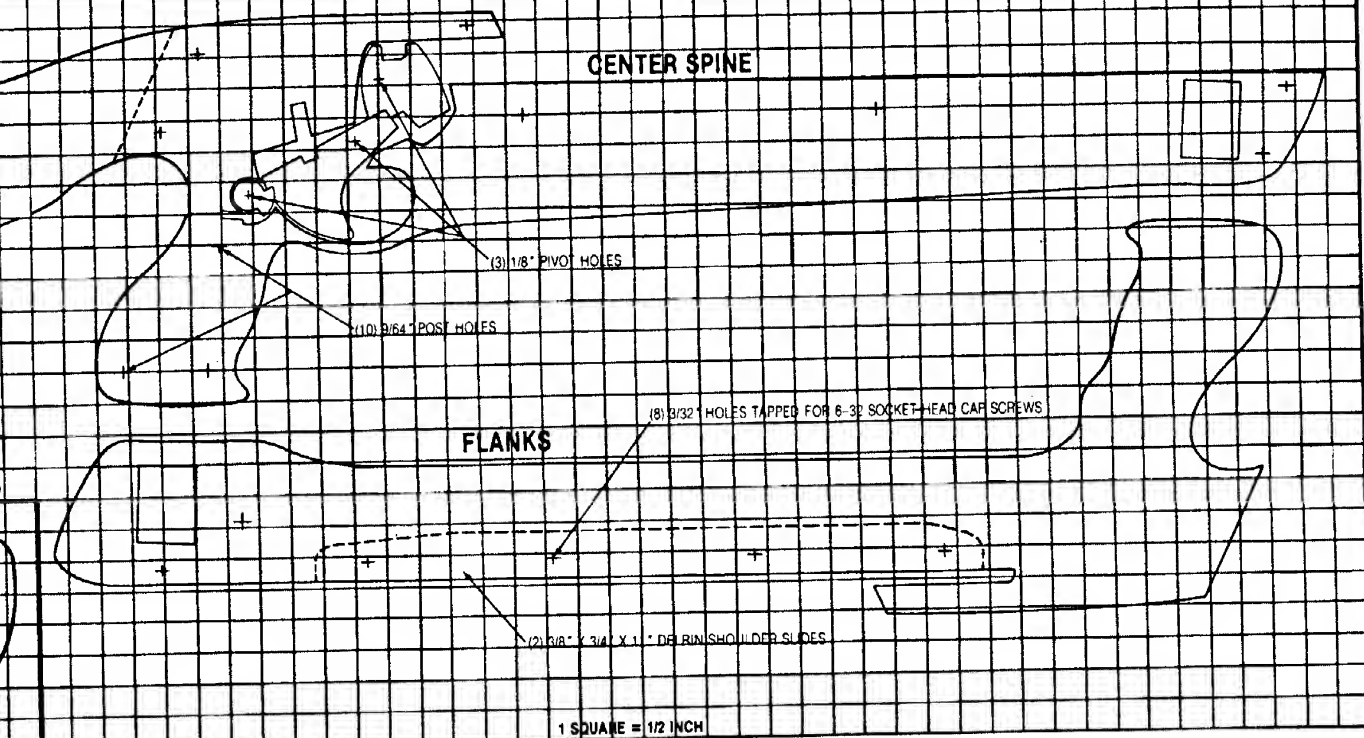 CENTER SPINE
(3) 1/8" PIVOT HOLES
(10) 9/64" POST HOLES
(8) 3/32" HOLES TAPPED FOR 6-32 SOCKET-HEAD CAP SCREWS
FLANKS
(2) 3/8" X 3/4" X DELRIN SHOULDER SLIDES
1 SQUARE = 1/2 INCH